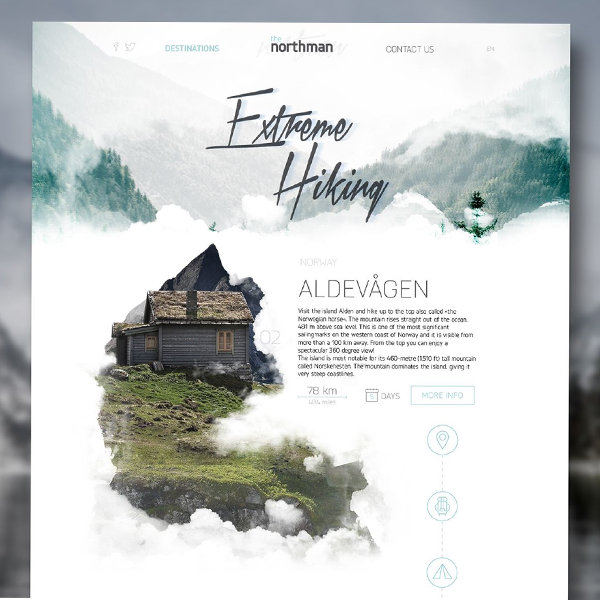 DESTINATIONS
the
northman
CONTACT US
EN
Extreme
Hiking
NORWAY
ALDEVÅGEN
02
Visit the island Alden and hike up to the top also called »the
Norwegian horse«. The mountain rises straight out of the ocean,
481 m above sea level. This is one of the most significant
sailingmarks on the western coast of Norway and it is visible from
more than a 100 km away. From the top you can enjoy a
spectacular 360 degree view!
The island is most notable for its 460-metre (1,510 ft) tall mountain
called Norskehesten. The mountain dominates the island, giving it
very steep coastlines.
78 km
5
DAYS
MORE INFO